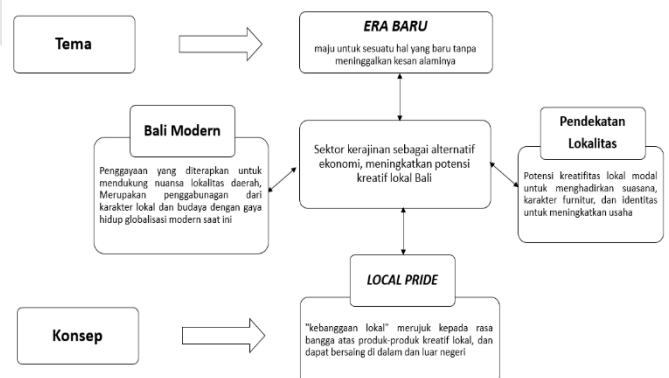 Tema
ERA BARU
maju untuk sesuatu hal yang baru tanpa
meninggalkan kesan alaminya
Bali Modern
Penggayaan yang diterapkan untuk
mendukung nuansa lokalitas daerah,
Merupakan penggabunagan dari
karakter lokal dan budaya dengan gaya
hidup globalisasi modern saat ini
Sektor kerajinan sebagai alternatif
ekonomi, meningkatkan potensi
kreatif lokal Bali
Pendekatan
Lokalitas
Potensi kreatifitas lokal modal
untuk menghadirkan suasana,
karakter furnitur, dan identitas
untuk meningkatkan usaha
Konsep
LOCAL PRIDE
"kebanggaan lokal" merujuk kepada rasa
bangga atas produk-produk kreatif lokal, dan
dapat bersaing di dalam dan luar negeri